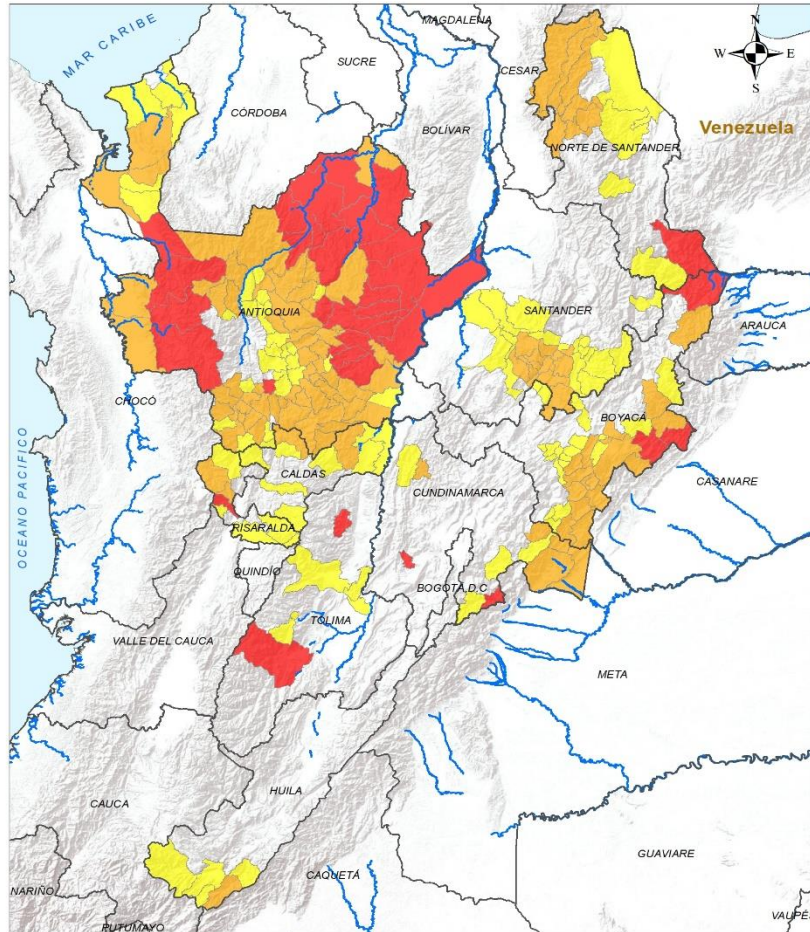 MAGDALENA
MAR CARIBE
SUCRE
CESAR
N
W E
S
CÓRDOBA
BOLÍVAR
Venezuela
NORTE DE SANTANDER
ANTIOQUIA
SANTANDER
ARAUCA
CHOCÓ
BOYACÁ
OCEANO PACIFICO
CALDAS
CUNDINAMARCA
CASANARE
RISARALDA
QUINDÍO
BOGOTÁ,D,C
TOLIMA
VALLE DEL CAUCA
META
HUILA
CAUCA
GUAVIARE
CAQUETÁ
NARIÑO
PUTUMAYO
VAUPÉ